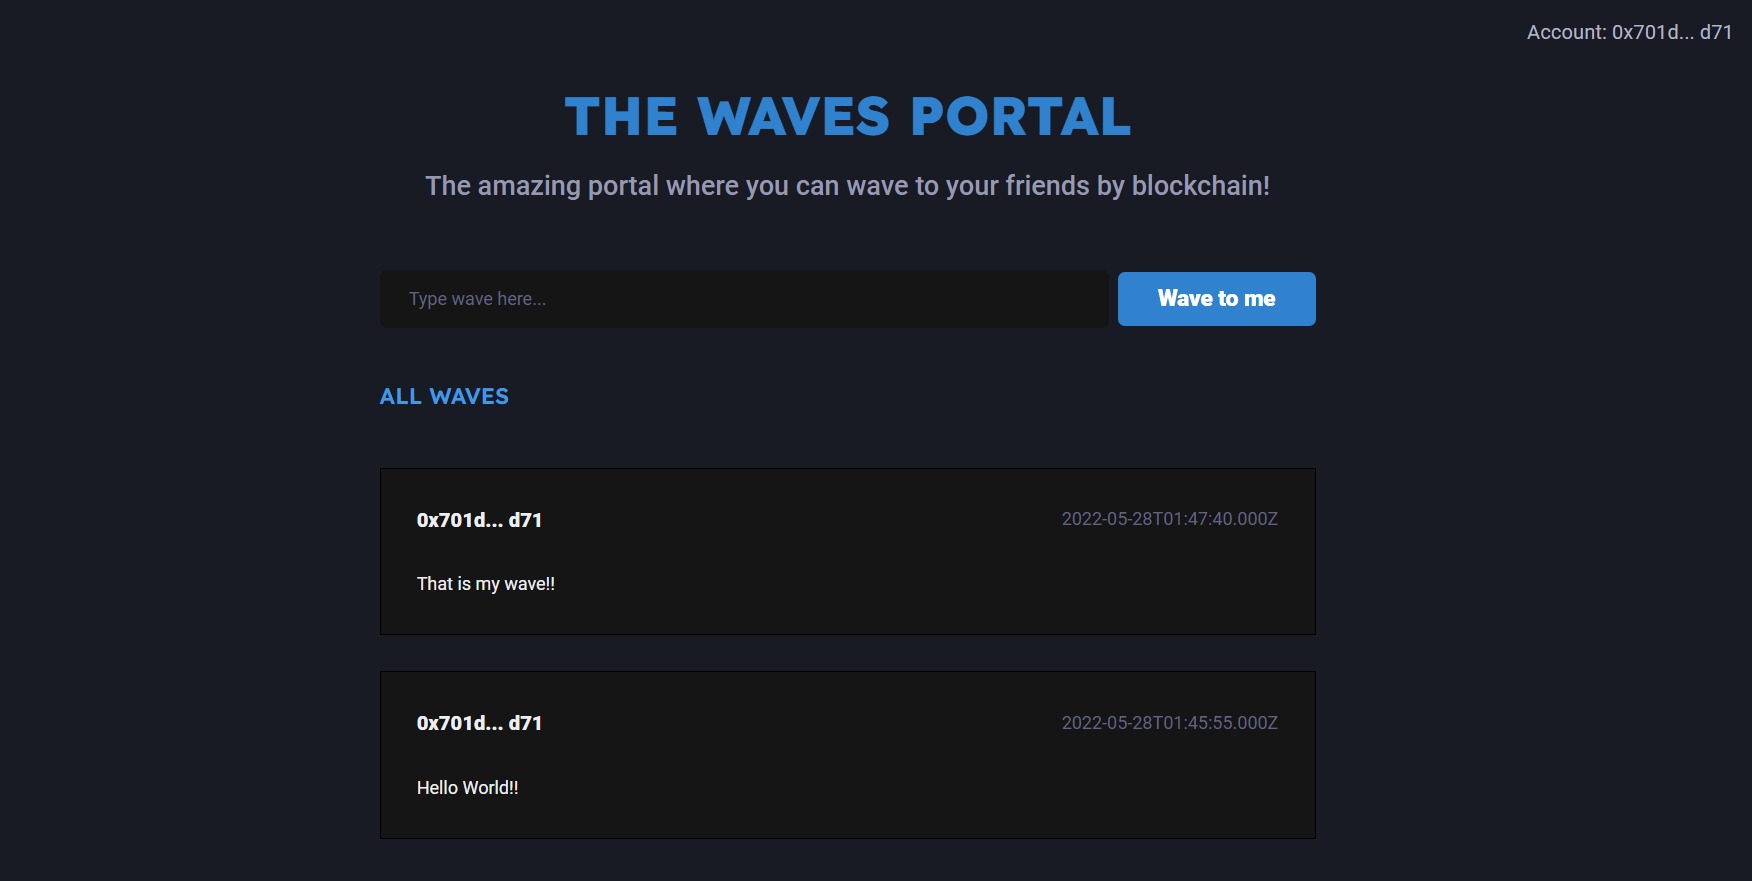 Account: 0x701d... d71
THE WAVES PORTAL
The amazing portal where you can wave to your friends by blockchain!
Type wave here...
Wave to me
ALL WAVES
0x701d... d71
2022-05-28T01:47:40.000Z
That is my wave!!
0x701d... d71
2022-05-28T01:45:55.000Z
Hello World!!